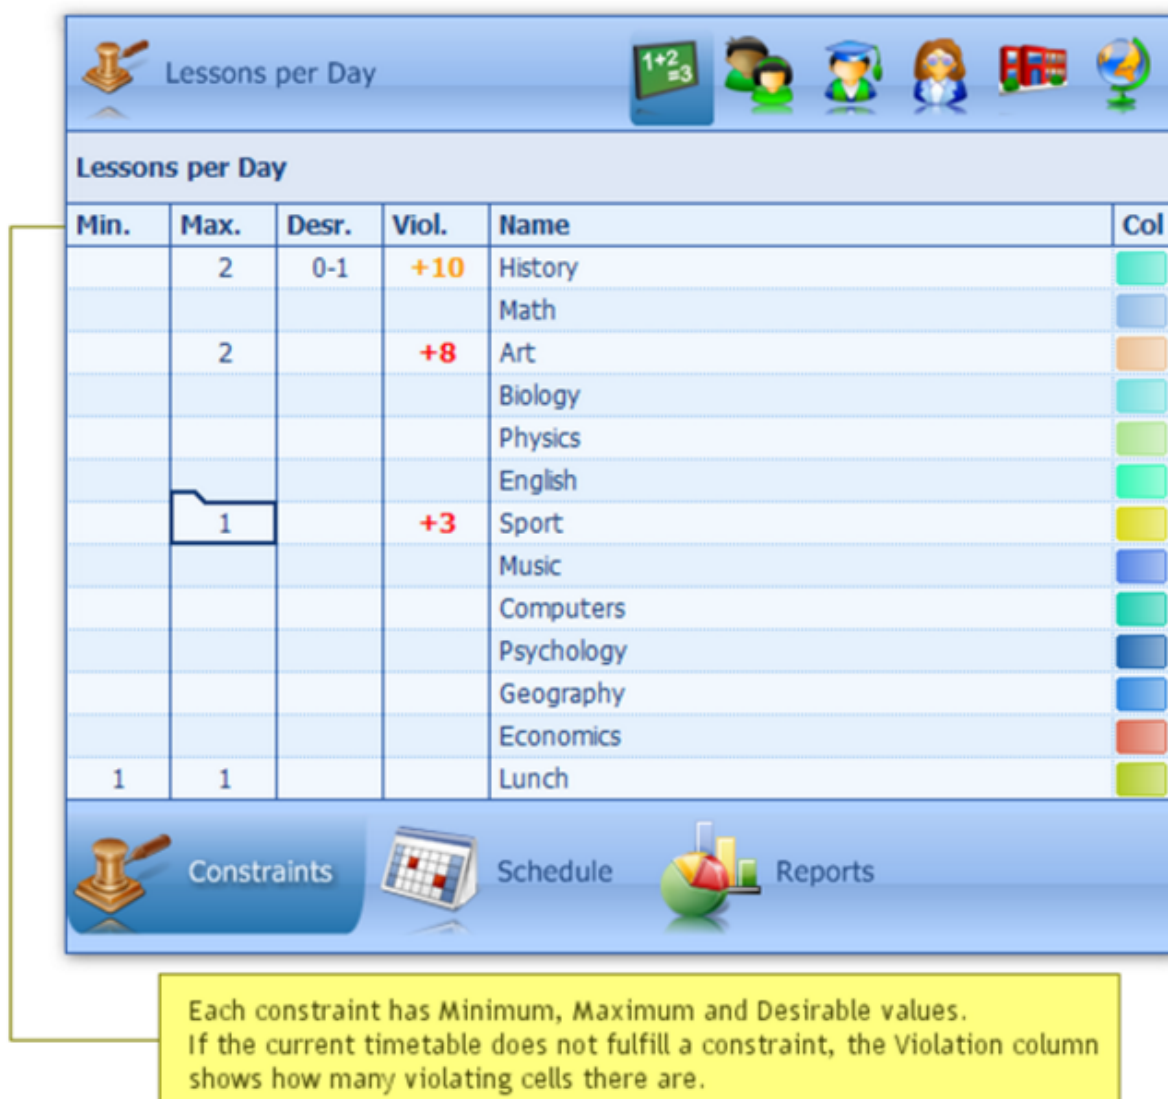 Lessons per Day
1+2
=3
Lessons per Day
Min. Max. Desr. Viol. Name Col
2 0-1 +10 History
Math
2 +8 Art
Biology
Physics
English
1 +3 Sport
Music
Computers
Psychology
Geography
Economics
1 1 Lunch
Constraints Schedule Reports
Each constraint has Minimum, Maximum and Desirable values.
If the current timetable does not fulfill a constraint, the Violation column
shows how many violating cells there are.